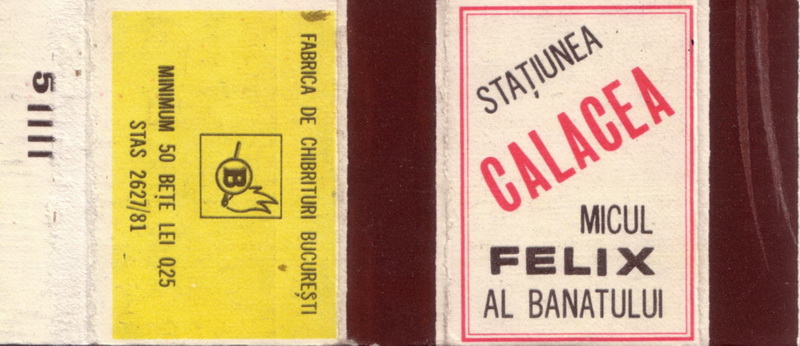 5
FABRICA DE CHIBRITURI BUCUREȘTI
B
MINIMUM 50 BEȚE LEI 0,25
STAS 2627/81
STAȚIUNEA
CALACEA
MICUL
FELIX
AL BANATULUI